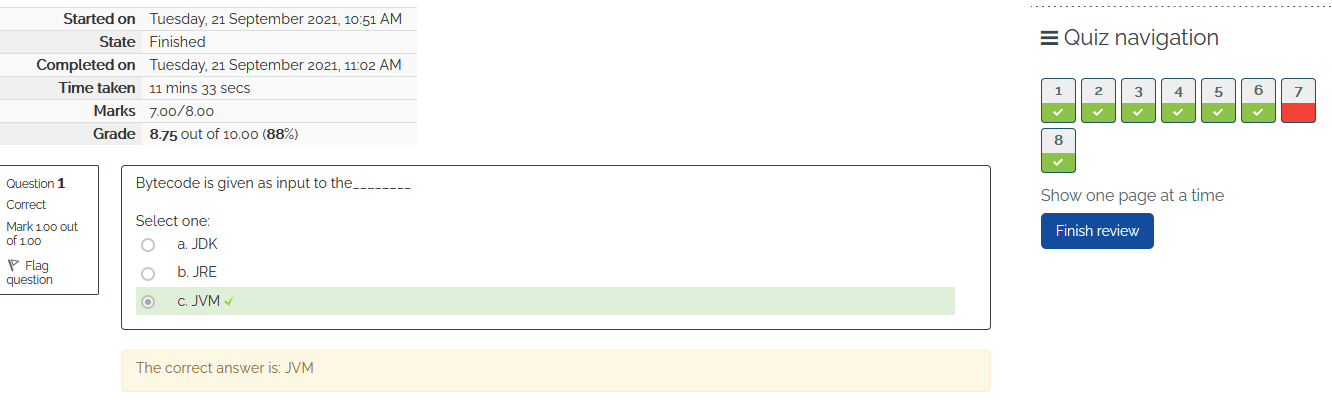 Started on Tuesday, 21 September 2021, 10:51 AM
State Finished
Completed on Tuesday, 21 September 2021, 11:02 AM
Time taken 11 mins 33 secs
Marks 7.00/8.00
Grade 8.75 out of 10.00 (88%)
Question 1
Correct
Mark 1.00 out
of 1.00
Flag
question
Bytecode is given as input to the________
Select one:
a. JDK
b. JRE
c. JVM
The correct answer is: JVM
Quiz navigation
1 2 3 4 5 6 7
8
Show one page at a time
Finish review